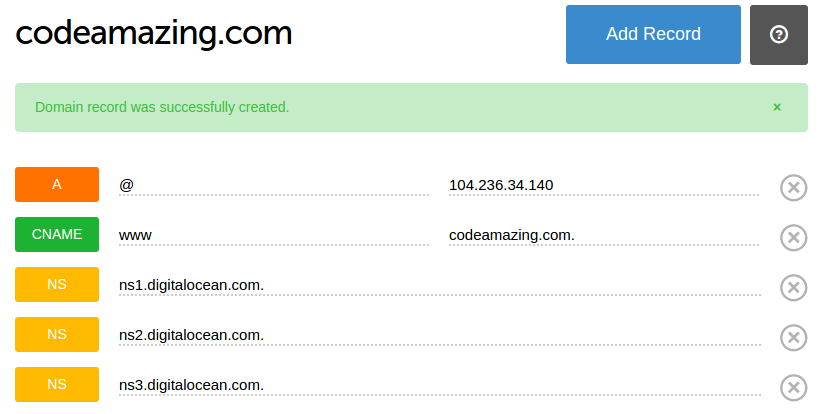 codeamazing.com
Add Record
Domain record was successfully created. ×
A @ 104.236.34.140
CNAME www codeamazing.com.
NS ns1.digitalocean.com.
NS ns2.digitalocean.com.
NS ns3.digitalocean.com.